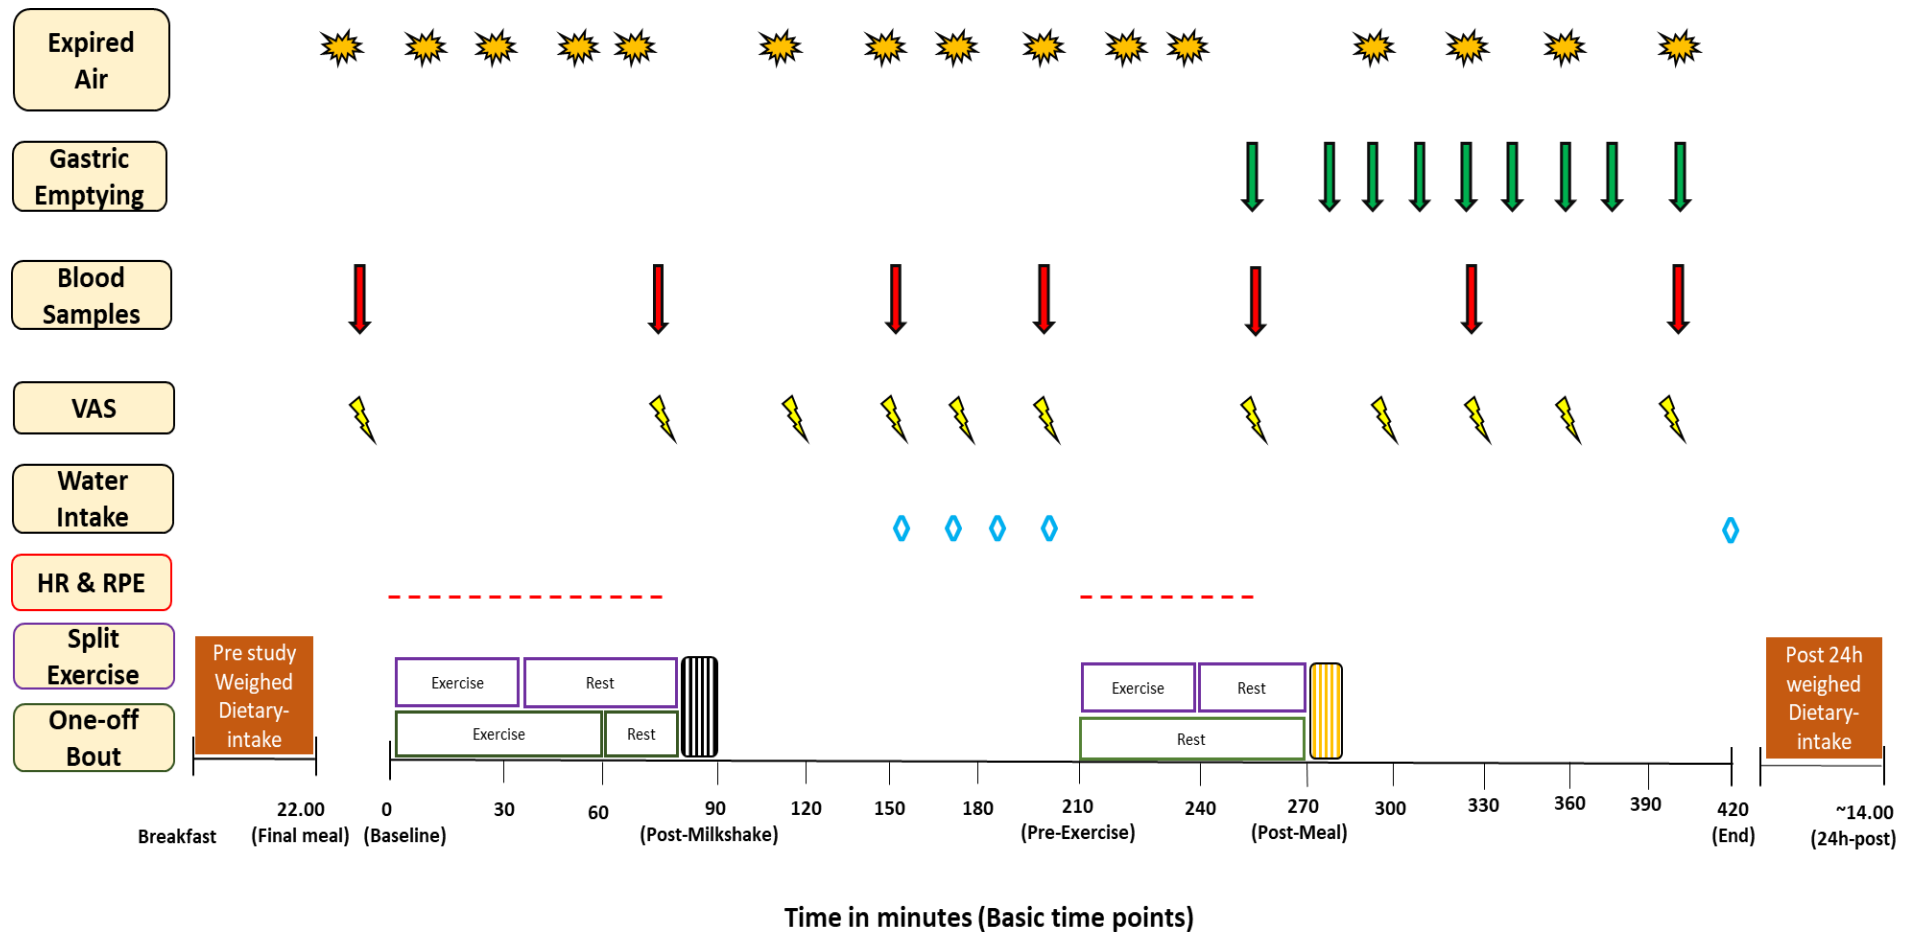 Expired
Air
Gastric
Emptying
Blood
Samples
VAS
Water
Intake
HR & RPE
Split
Exercise
One-off
Bout
Pre study
Weighed
Dietary-
intake
Exercise
Rest
Exercise
Rest
Exercise
Rest
Rest
Post 24h
weighed
Dietary-
intake
Breakfast
22.00
(Final meal)
0
(Baseline)
30
60
90
(Post-Milkshake)
120
150
180
210
(Pre-Exercise)
240
270
(Post-Meal)
300
330
360
390
420
(End)
~14.00
(24h-post)
Time in minutes (Basic time points)